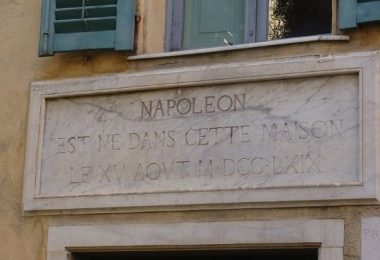 NAPOLEON
EST NE DANS CETTE MAISON
LE XV AOVT M·DCC·LXIX